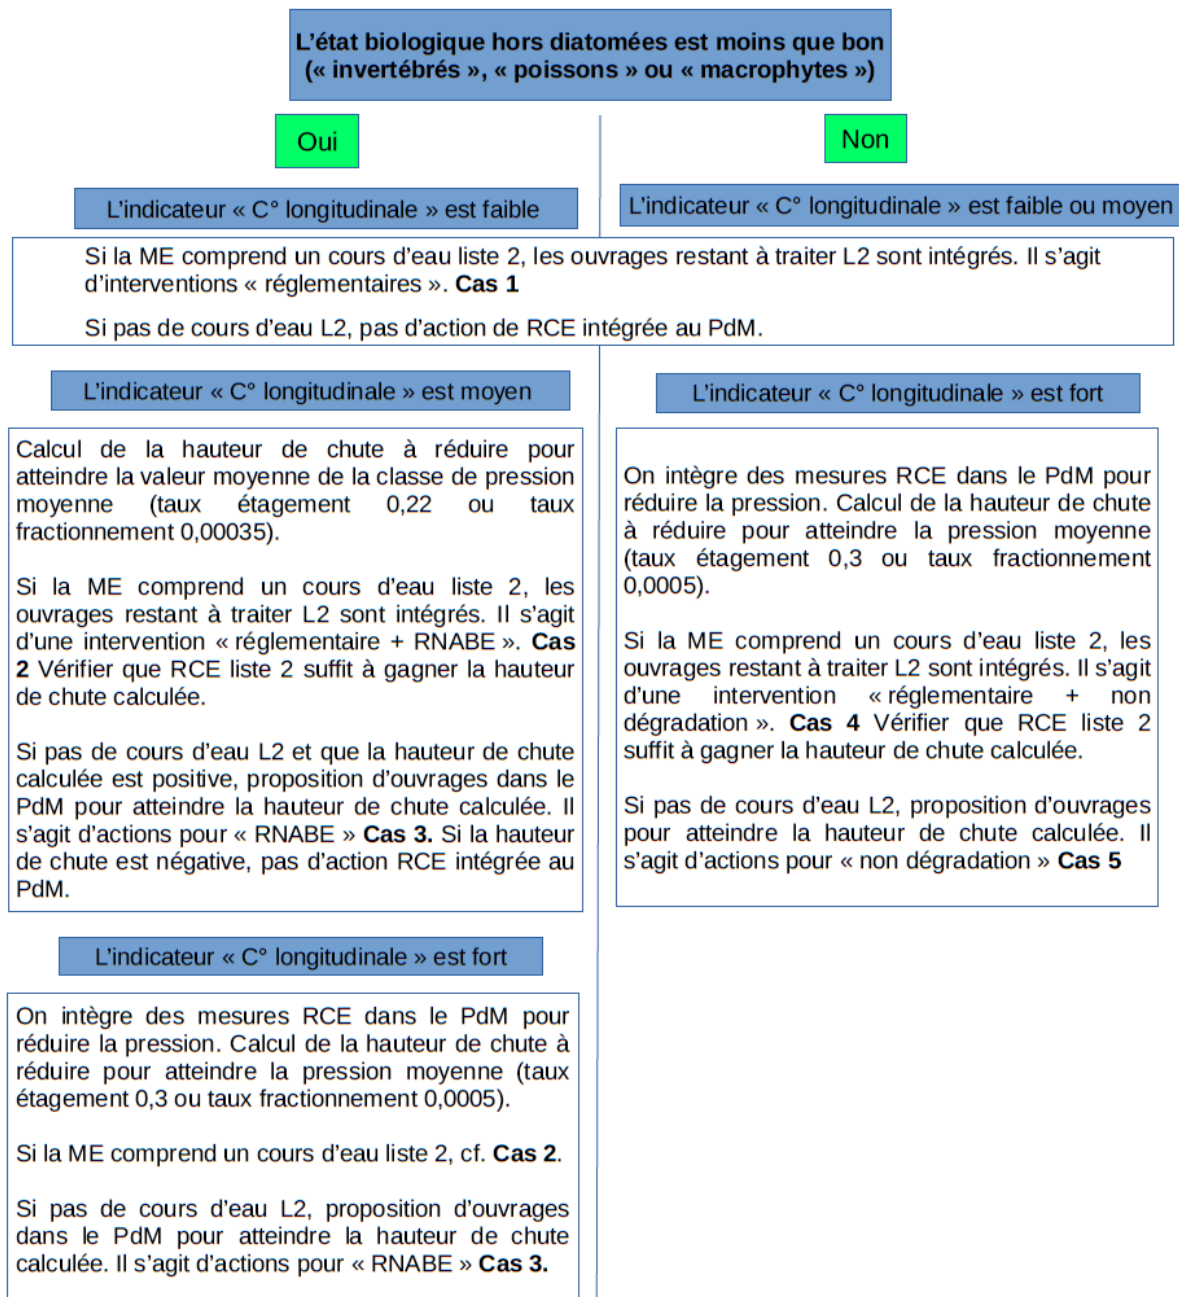 L'état biologique hors diatomées est moins que bon
(« invertébrés », « poissons » ou « macrophytes »)
Oui
Non
L'indicateur « C° longitudinale » est faible
L'indicateur « C° longitudinale » est faible ou moyen
Si la ME comprend un cours d'eau liste 2, les ouvrages restant à traiter L2 sont intégrés. Il s'agit
d'interventions « réglementaires ». Cas 1
Si pas de cours d'eau L2, pas d'action de RCE intégrée au PdM.
L'indicateur « C° longitudinale » est moyen
Calcul de la hauteur de chute à réduire pour
atteindre la valeur moyenne de la classe de pression
moyenne (taux étagement 0,22 ou taux
fractionnement 0,00035).
Si la ME comprend un cours d'eau liste 2, les
ouvrages restant à traiter L2 sont intégrés. Il s'agit
d'une intervention « réglementaire + RNABE ». Cas
2 Vérifier que RCE liste 2 suffit à gagner la hauteur
de chute calculée.
Si pas de cours d'eau L2 et que la hauteur de chute
calculée est positive, proposition d'ouvrages dans le
PdM pour atteindre la hauteur de chute calculée. Il
s'agit d'actions pour « RNABE » Cas 3. Si la hauteur
de chute est négative, pas d'action RCE intégrée au
PdM.
L'indicateur « C° longitudinale » est fort
On intègre des mesures RCE dans le PdM pour
réduire la pression. Calcul de la hauteur de chute à
réduire pour atteindre la pression moyenne (taux
étagement 0,3 ou taux fractionnement 0,0005).
Si la ME comprend un cours d'eau liste 2, cf. Cas 2.
Si pas de cours d'eau L2, proposition d'ouvrages
dans le PdM pour atteindre la hauteur de chute
calculée. Il s'agit d'actions pour « RNABE » Cas 3.
L'indicateur « C° longitudinale » est fort
On intègre des mesures RCE dans le PdM pour
réduire la pression. Calcul de la hauteur de chute
à réduire pour atteindre la pression moyenne
(taux étagement 0,3 ou taux fractionnement
0,0005).
Si la ME comprend un cours d'eau liste 2, les
ouvrages restant à traiter L2 sont intégrés. Il s'agit
d'une intervention « réglementaire + non
dégradation ». Cas 4 Vérifier que RCE liste 2
suffit à gagner la hauteur de chute calculée.
Si pas de cours d'eau L2, proposition d'ouvrages
pour atteindre la hauteur de chute calculée. Il
s'agit d'actions pour « non dégradation » Cas 5